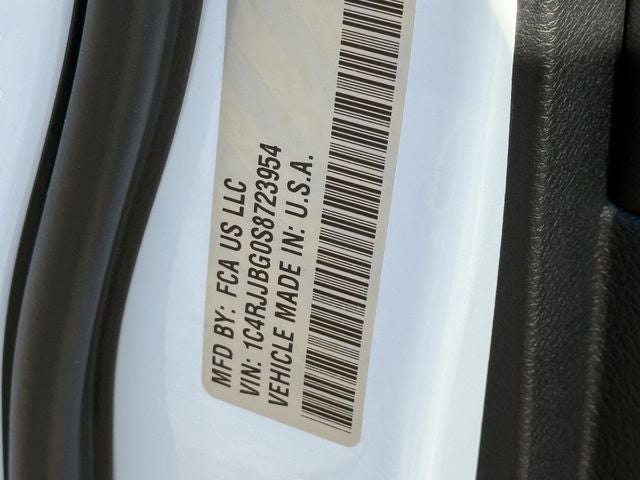 MFD BY: FCA US LLC
VIN: 1C4RJJBG0S8723954
VEHICLE MADE IN: U.S.A.